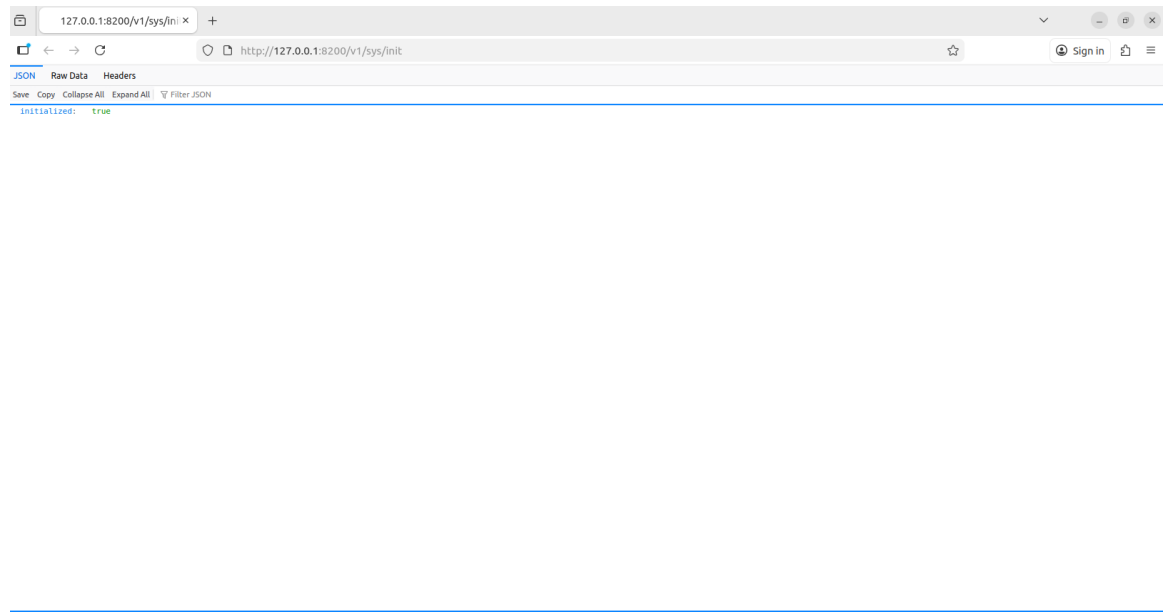 127.0.0.1:8200/v1/sys/ini
http://127.0.0.1:8200/v1/sys/init
Sign in
JSON Raw Data Headers
Save Copy Collapse All Expand All Filter JSON
initialized: true